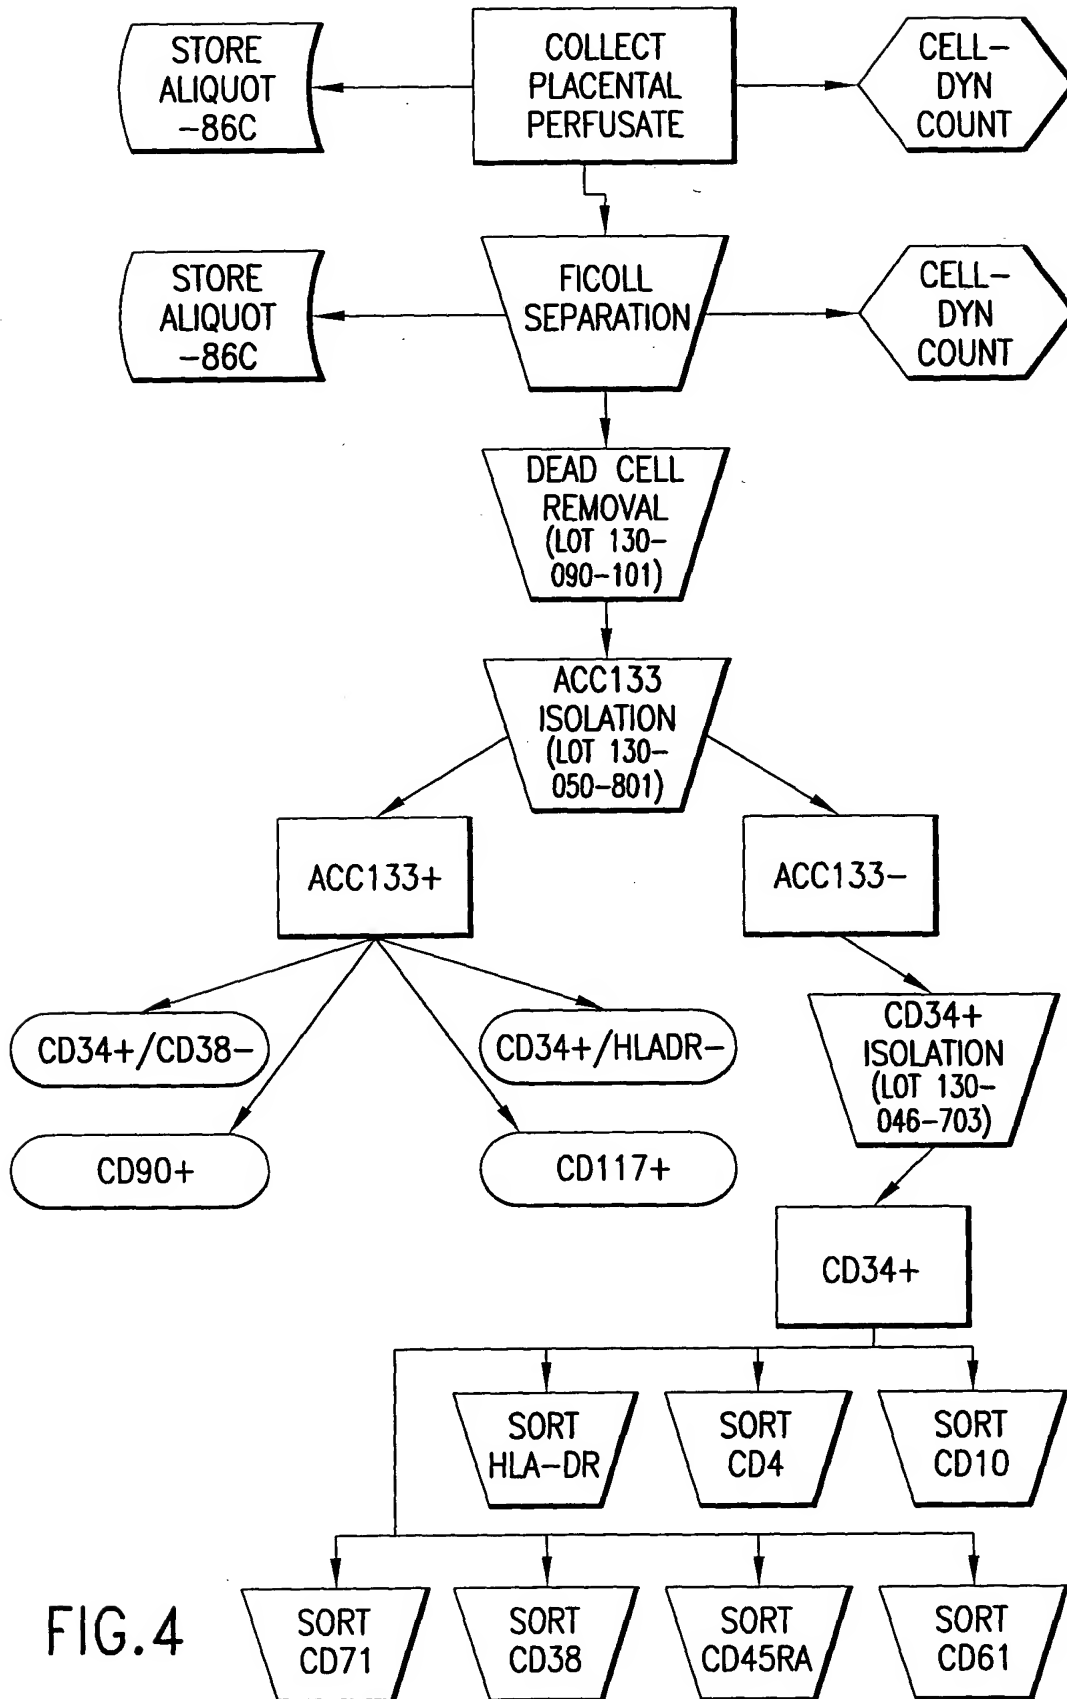 STORE
ALIQUOT
-86C
COLLECT
PLACENTAL
PERFUSATE
CELL-
DYN
COUNT
STORE
ALIQUOT
-86C
FICOLL
SEPARATION
CELL-
DYN
COUNT
DEAD CELL
REMOVAL
(LOT 130-
090-101)
ACC133
ISOLATION
(LOT 130-
050-801)
ACC133+
ACC133-
CD34+/CD38-
CD34+/HLADR-
CD34+
ISOLATION
(LOT 130-
046-703)
CD90+
CD117+
CD34+
SORT
HLA-DR
SORT
CD4
SORT
CD10
SORT
CD71
SORT
CD38
SORT
CD45RA
SORT
CD61
FIG.4